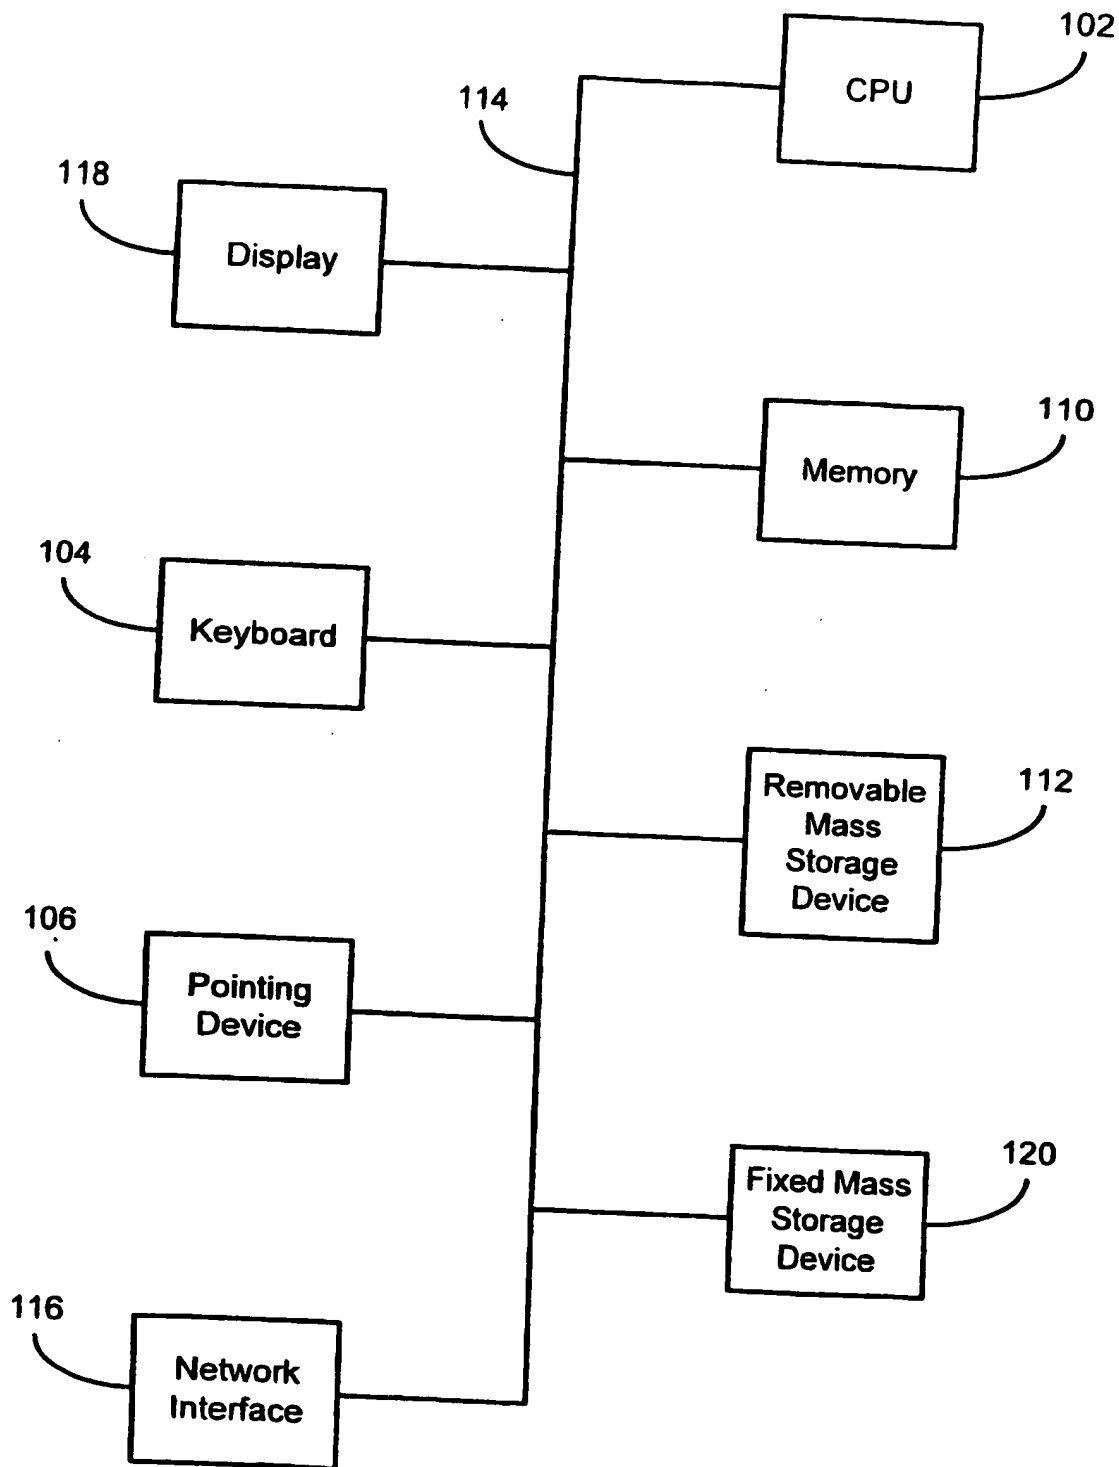 102
CPU
114
118
Display
110
Memory
104
Keyboard
112
Removable
Mass
Storage
Device
106
Pointing
Device
120
Fixed Mass
Storage
Device
116
Network
Interface